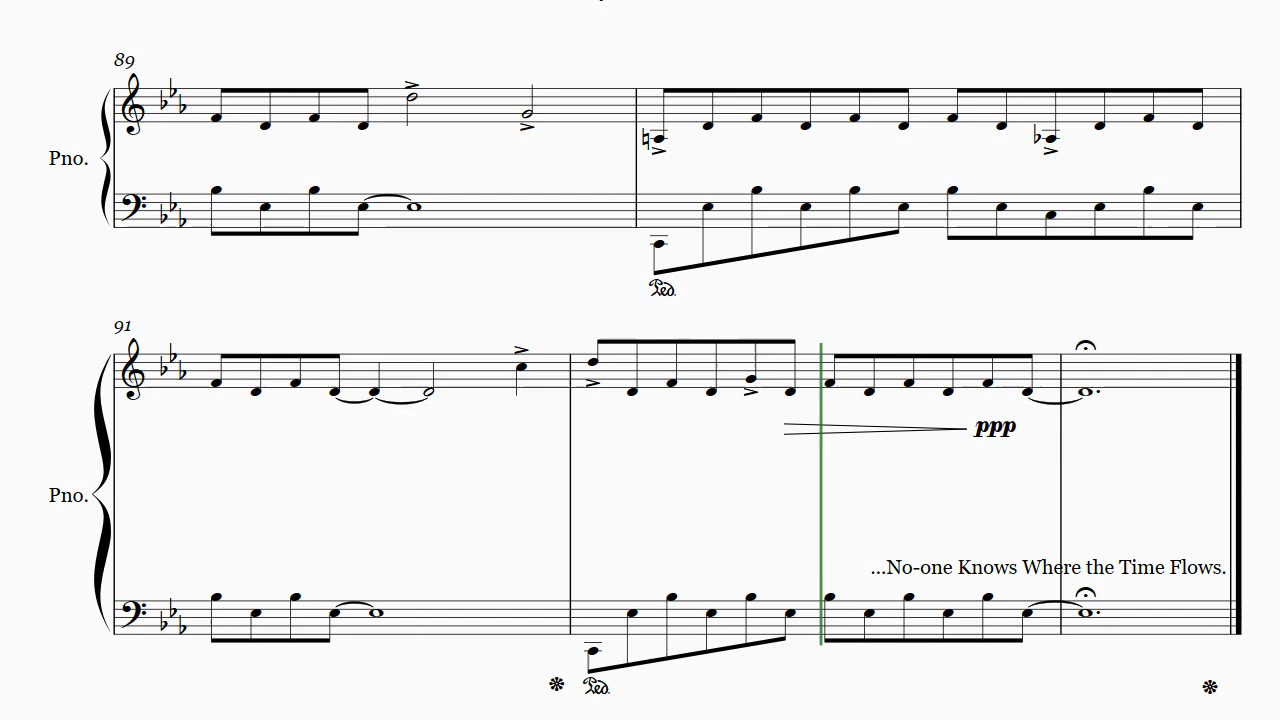 89
Pno.
Ped.
91
ppp
Pno.
...No-one Knows Where the Time Flows.
Ped.